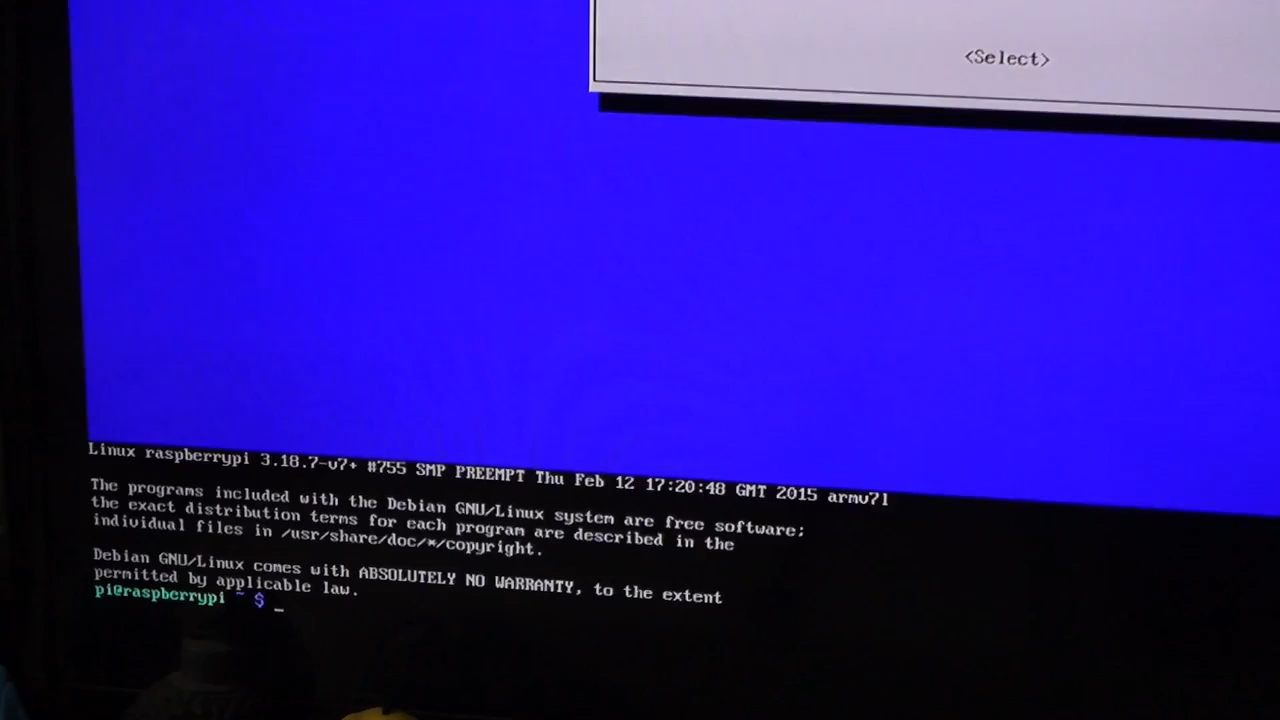 <Select>
Linux raspberrypi 3.18.7-v7+ #755 SMP PREEMPT Thu Feb 12 17:20:48 GMT 2015 armv7l
The programs included with the Debian GNU/Linux system are free software;
the exact distribution terms for each program are described in the
individual files in /usr/share/doc/*/copyright.
Debian GNU/Linux comes with ABSOLUTELY NO WARRANTY, to the extent
permitted by applicable law.
pi@raspberrypi ~ $ _